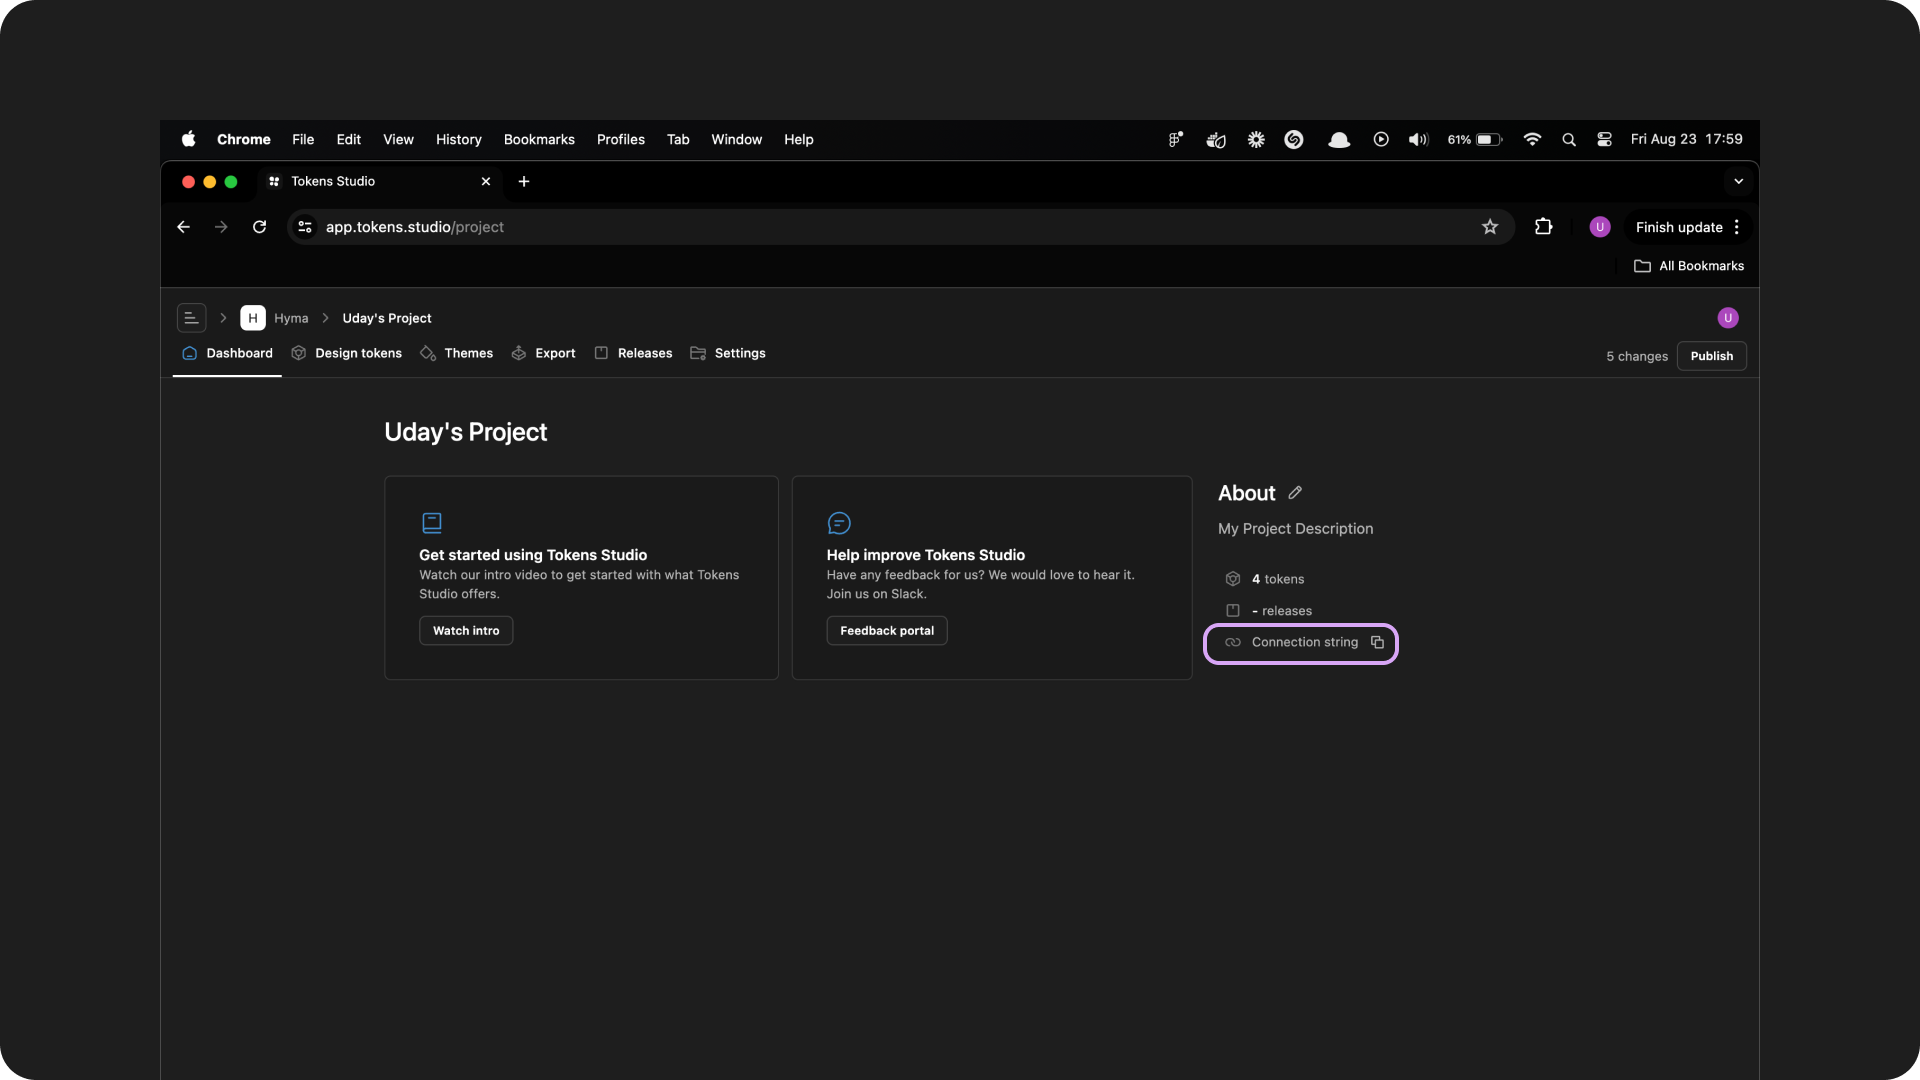 Chrome File Edit View History Bookmarks Profiles Tab Window Help 61% Fri Aug 23 17:59
Tokens Studio
app.tokens.studio/project U Finish update
All Bookmarks
H Hyma Uday's Project U
Dashboard Design tokens Themes Export Releases Settings 5 changes Publish
Uday's Project
Get started using Tokens Studio
Watch our intro video to get started with what Tokens
Studio offers.
Watch intro
Help improve Tokens Studio
Have any feedback for us? We would love to hear it.
Join us on Slack.
Feedback portal
About
My Project Description
4 tokens
- releases
Connection string